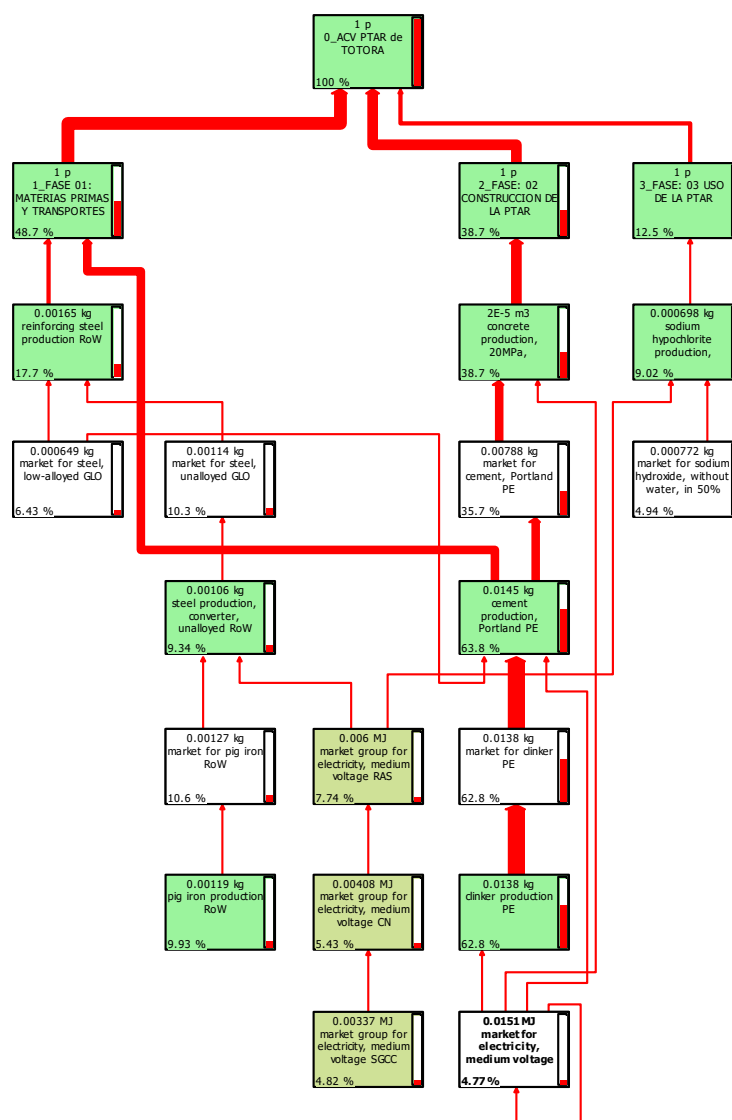 1 p
0_ACV PTAR de
TOTORA
100 %
1 p
1_FASE 01:
MATERIAS PRIMAS
Y TRANSPORTES
48.7 %
1 p
2_FASE: 02
CONSTRUCCION DE
LA PTAR
38.7 %
1 p
3_FASE: 03 USO
DE LA PTAR
12.5 %
0.00165 kg
reinforcing steel
production RoW
17.7 %
2E-5 m3
concrete
production,
20MPa,
38.7 %
0.000698 kg
sodium
hypochlorite
production,
9.02 %
0.000649 kg
market for steel,
low-alloyed GLO
6.43 %
0.00114 kg
market for steel,
unalloyed GLO
10.3 %
0.00788 kg
market for
cement, Portland
PE
35.7 %
0.000772 kg
market for sodium
hydroxide, without
water, in 50%
4.94 %
0.00106 kg
steel production,
converter,
unalloyed RoW
9.34 %
0.0145 kg
cement
production,
Portland PE
63.8 %
0.00127 kg
market for pig iron
RoW
10.6 %
0.006 MJ
market group for
electricity, medium
voltage RAS
7.74 %
0.0138 kg
market for clinker
PE
62.8 %
0.00119 kg
pig iron production
RoW
9.93 %
0.00408 MJ
market group for
electricity, medium
voltage CN
5.43 %
0.0138 kg
clinker production
PE
62.8 %
0.00337 MJ
market group for
electricity, medium
voltage SGCC
4.82 %
0.0151 MJ
market for
electricity,
medium voltage
4.77 %